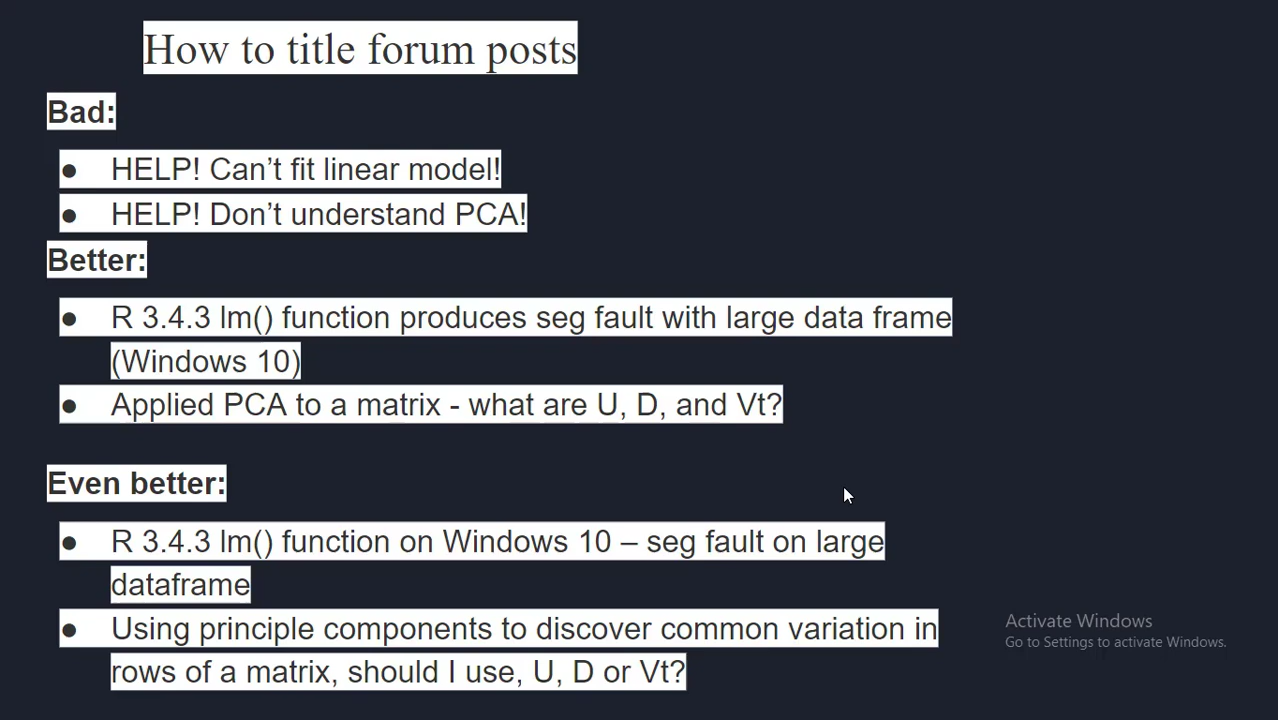 How to title forum posts
Bad:
● HELP! Can’t fit linear model!
● HELP! Don’t understand PCA!
Better:
● R 3.4.3 lm() function produces seg fault with large data frame
(Windows 10)
● Applied PCA to a matrix - what are U, D, and Vt?
Even better:
● R 3.4.3 lm() function on Windows 10 – seg fault on large
dataframe
● Using principle components to discover common variation in
rows of a matrix, should I use, U, D or Vt?
Activate Windows
Go to Settings to activate Windows.